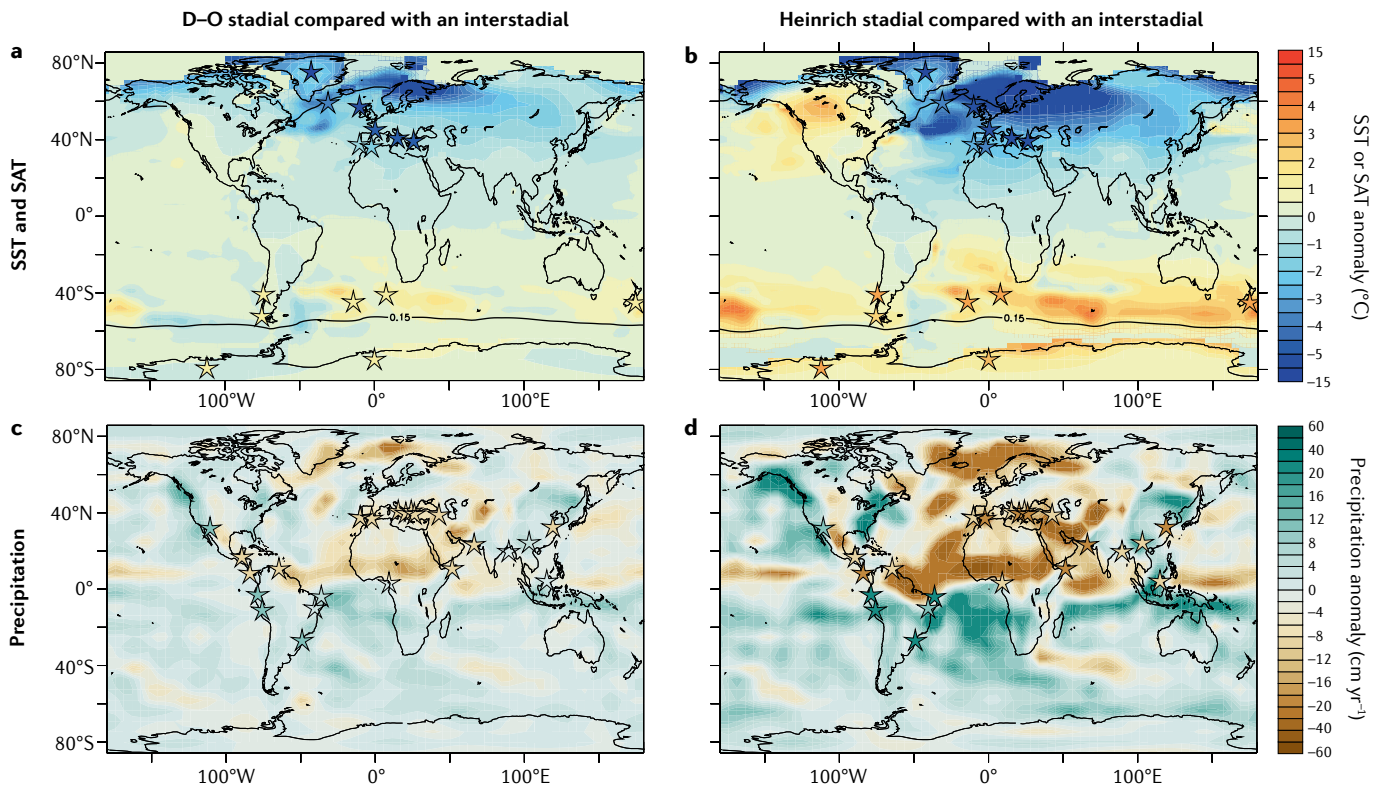 D–O stadial compared with an interstadial
Heinrich stadial compared with an interstadial
a
b
SST and SAT
80°N
40°N
0°
40°S
80°S
0.15
0.15
100°W
0°
100°E
100°W
0°
100°E
15
5
4
3
2
1
0
–1
–2
–3
–4
–5
–15
SST or SAT anomaly (°C)
c
d
Precipitation
80°N
40°N
0°
40°S
80°S
100°W
0°
100°E
100°W
0°
100°E
60
40
20
16
12
8
4
0
–4
–8
–12
–16
–20
–40
–60
Precipitation anomaly (cm yr⁻¹)